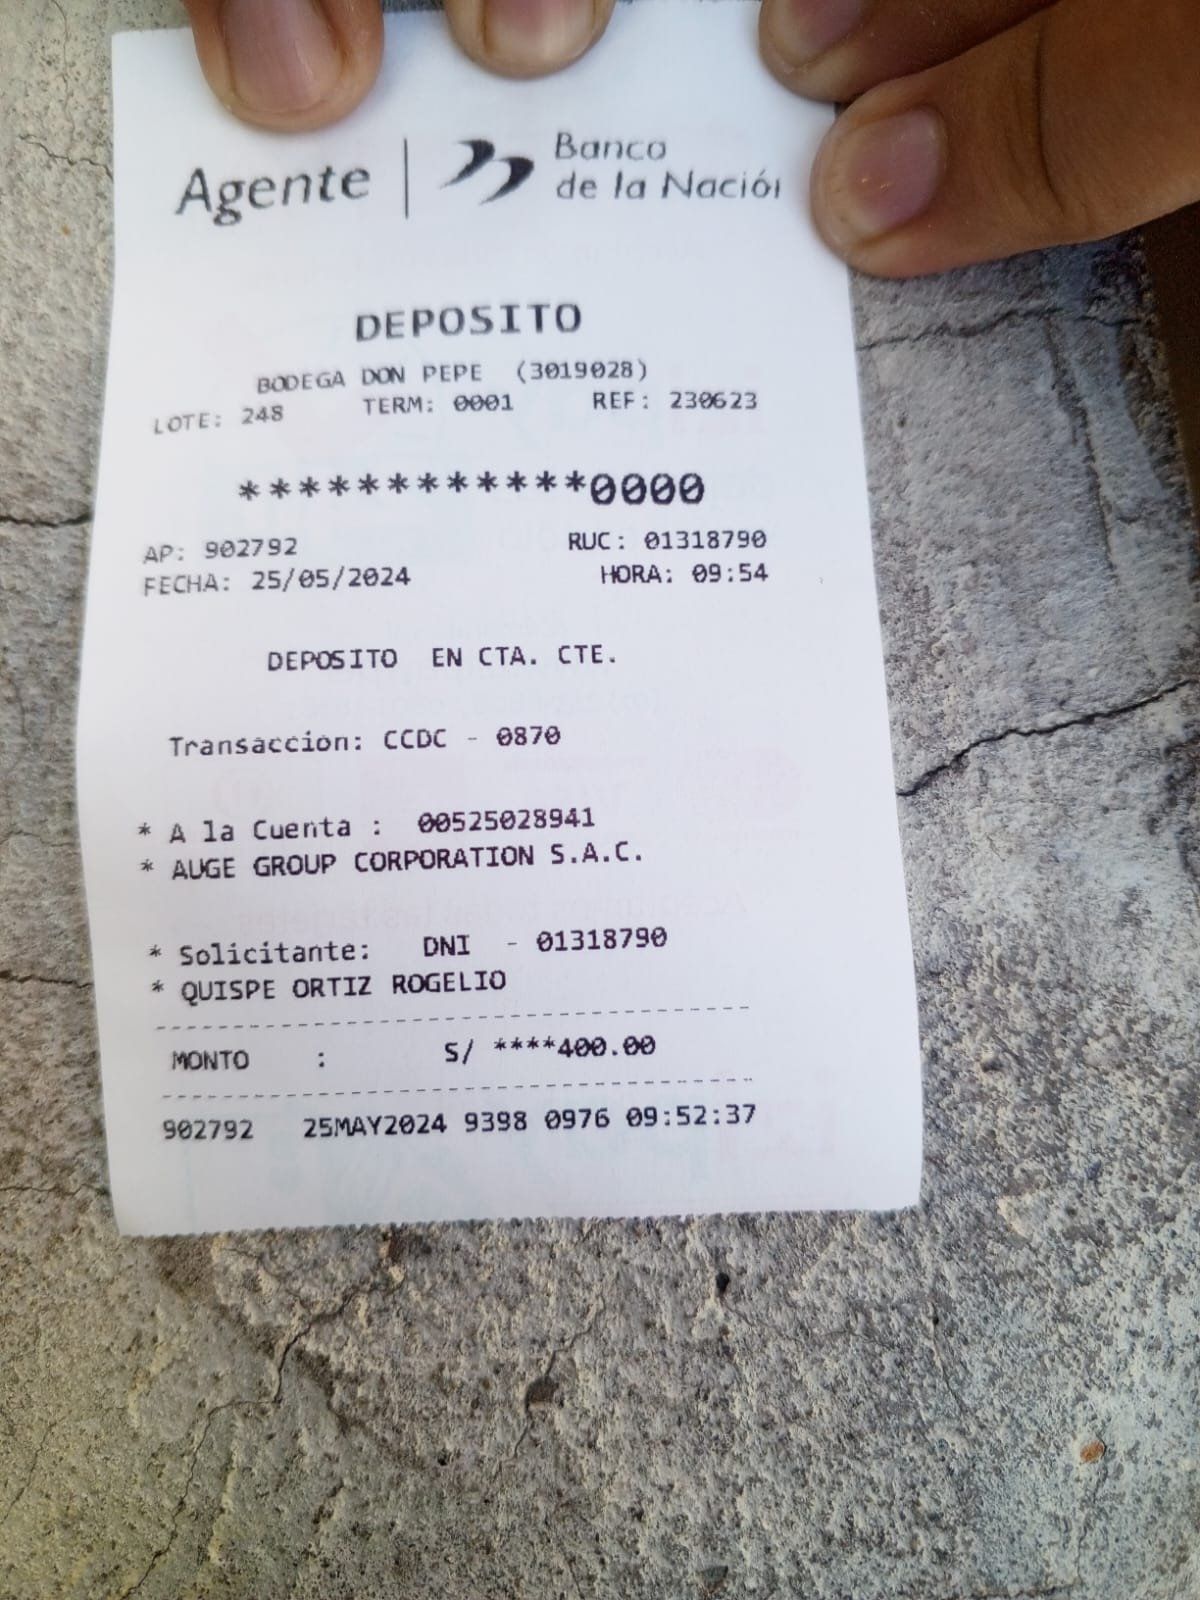 Agente | Banco
de la Nación
DEPOSITO
BODEGA DON PEPE (3019028)
LOTE: 248 TERM: 0001 REF: 230623
************0000
AP: 902792 RUC: 01318790
FECHA: 25/05/2024 HORA: 09:54
DEPOSITO EN CTA. CTE.
Transaccion: CCDC - 0870
* A la Cuenta : 00525028941
* AUGE GROUP CORPORATION S.A.C.
* Solicitante: DNI - 01318790
* QUISPE ORTIZ ROGELIO
MONTO : S/ ****400.00
902792 25MAY2024 9398 0976 09:52:37